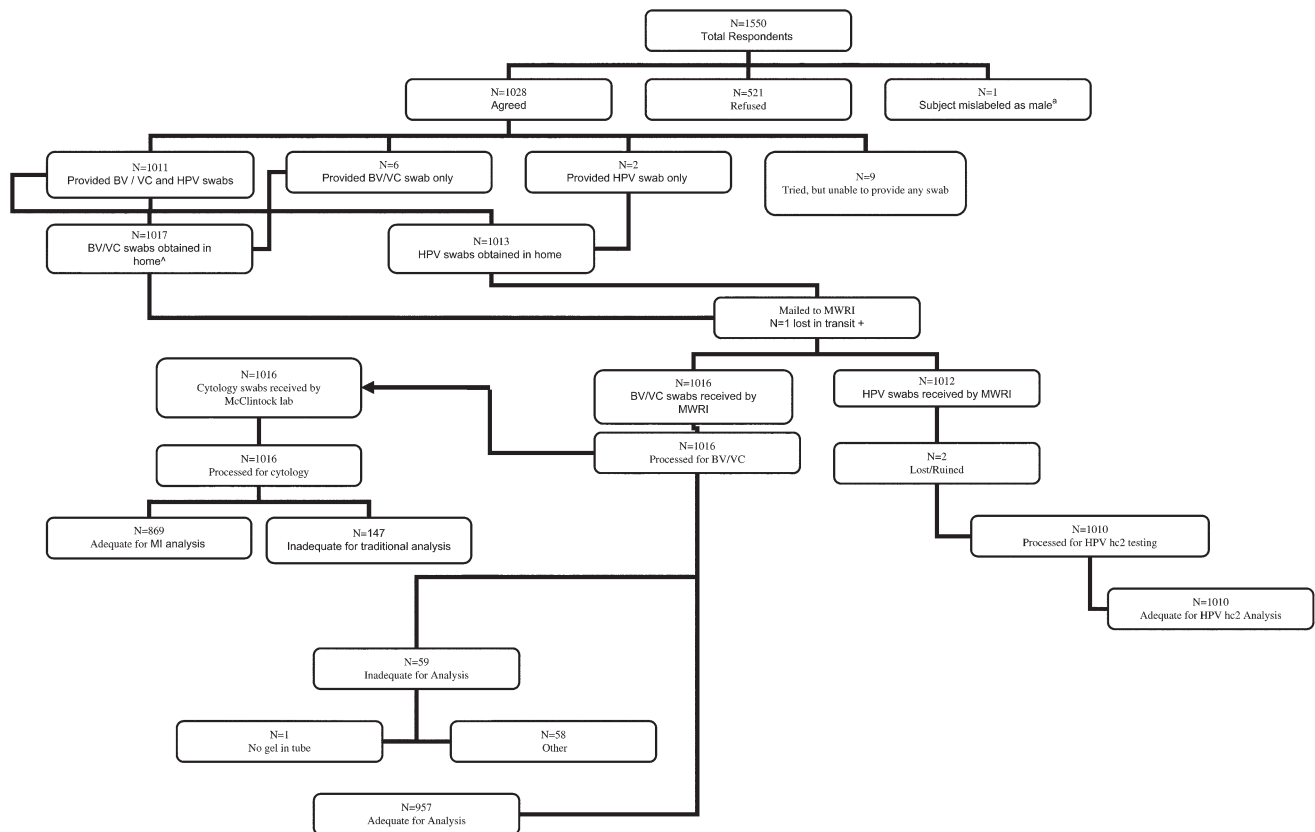 N=1550
Total Respondents
N=1028
Agreed
N=521
Refused
N=1
Subject mislabeled as maleᵃ
N=1011
Provided BV / VC and HPV swabs
N=6
Provided BV/VC swab only
N=2
Provided HPV swab only
N=9
Tried, but unable to provide any swab
N=1017
BV/VC swabs obtained in
home^
N=1013
HPV swabs obtained in home
Mailed to MWRI
N=1 lost in transit +
N=1016
Cytology swabs received by
McClintock lab
N=1016
BV/VC swabs received by
MWRI
N=1012
HPV swabs received by MWRI
N=1016
Processed for cytology
N=1016
Processed for BV/VC
N=2
Lost/Ruined
N=869
Adequate for MI analysis
N=147
Inadequate for traditional analysis
N=1010
Processed for HPV hc2 testing
N=1010
Adequate for HPV hc2 Analysis
N=59
Inadequate for Analysis
N=1
No gel in tube
N=58
Other
N=957
Adequate for Analysis